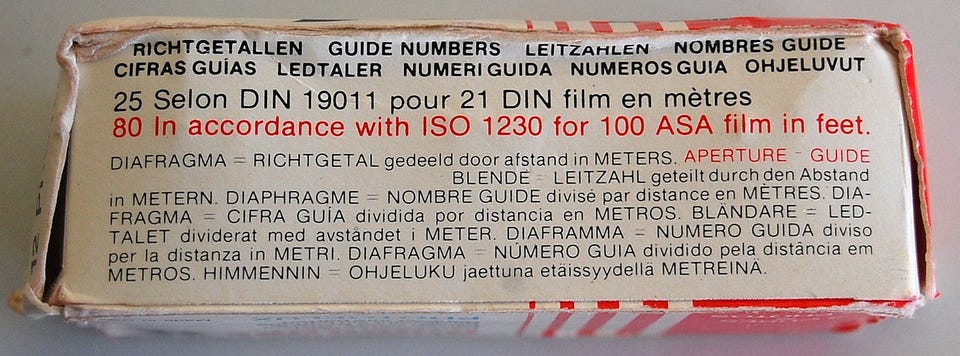 RICHTGETALLEN GUIDE NUMBERS LEITZAHLEN NOMBRES GUIDE
CIFRAS GUÍAS LEDTALER NUMERI GUIDA NUMEROS GUIA OHJELUVUT
25 Selon DIN 19011 pour 21 DIN film en mètres
80 In accordance with ISO 1230 for 100 ASA film in feet.
DIAFRAGMA = RICHTGETAL gedeeld door afstand in METERS. APERTURE - GUIDE
BLENDE = LEITZAHL geteilt durch den Abstand
in METERN. DIAPHRAGME = NOMBRE GUIDE divisé par distance en MÈTRES. DIA-
FRAGMA = CIFRA GUÍA dividida por distancia en METROS. BLÄNDARE = LED-
TALET dividerat med avståndet i METER. DIAFRAMMA = NUMERO GUIDA diviso
per la distanza in METRI. DIAFRAGMA = NÚMERO GUIA dividido pela distância em
METROS. HIMMENNIN = OHJELUKU jaettuna etäissyydellä METREINÄ.